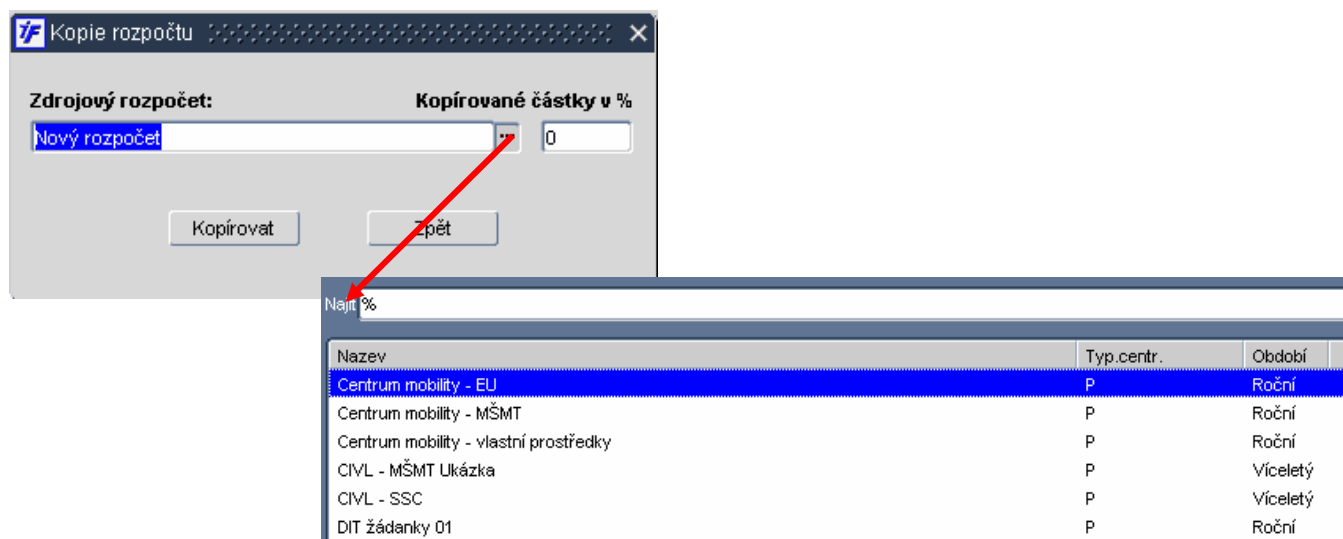 iF Kopie rozpočtu
Zdrojový rozpočet: Kopírované částky v %
Nový rozpočet ... 0
Kopírovat Zpět
Najít %
Nazev Typ.centr. Období
Centrum mobility - EU P Roční
Centrum mobility - MŠMT P Roční
Centrum mobility - vlastní prostředky P Roční
CIVL - MŠMT Ukázka P Víceletý
CIVL - SSC P Víceletý
DIT žádanky 01 P Roční